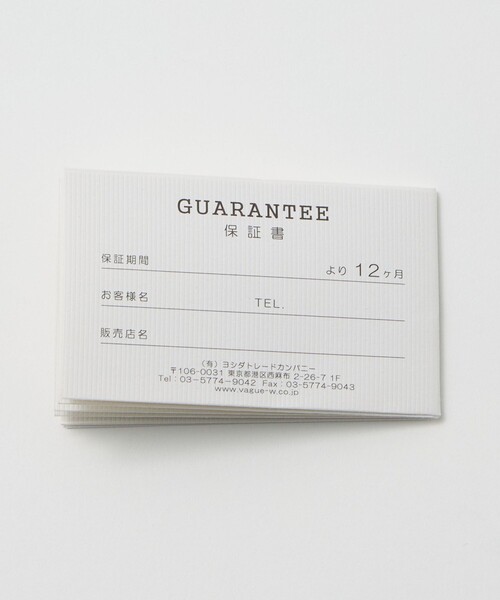 GUARANTEE
保証書
保証期間 より 12ヶ月
お客様名 TEL.
販売店名
（有）ヨシダトレードカンパニー
〒106-0031 東京都港区西麻布 2-26-7 1F
Tel：03-5774-9042 Fax：03-5774-9043
www.vague-w.co.jp